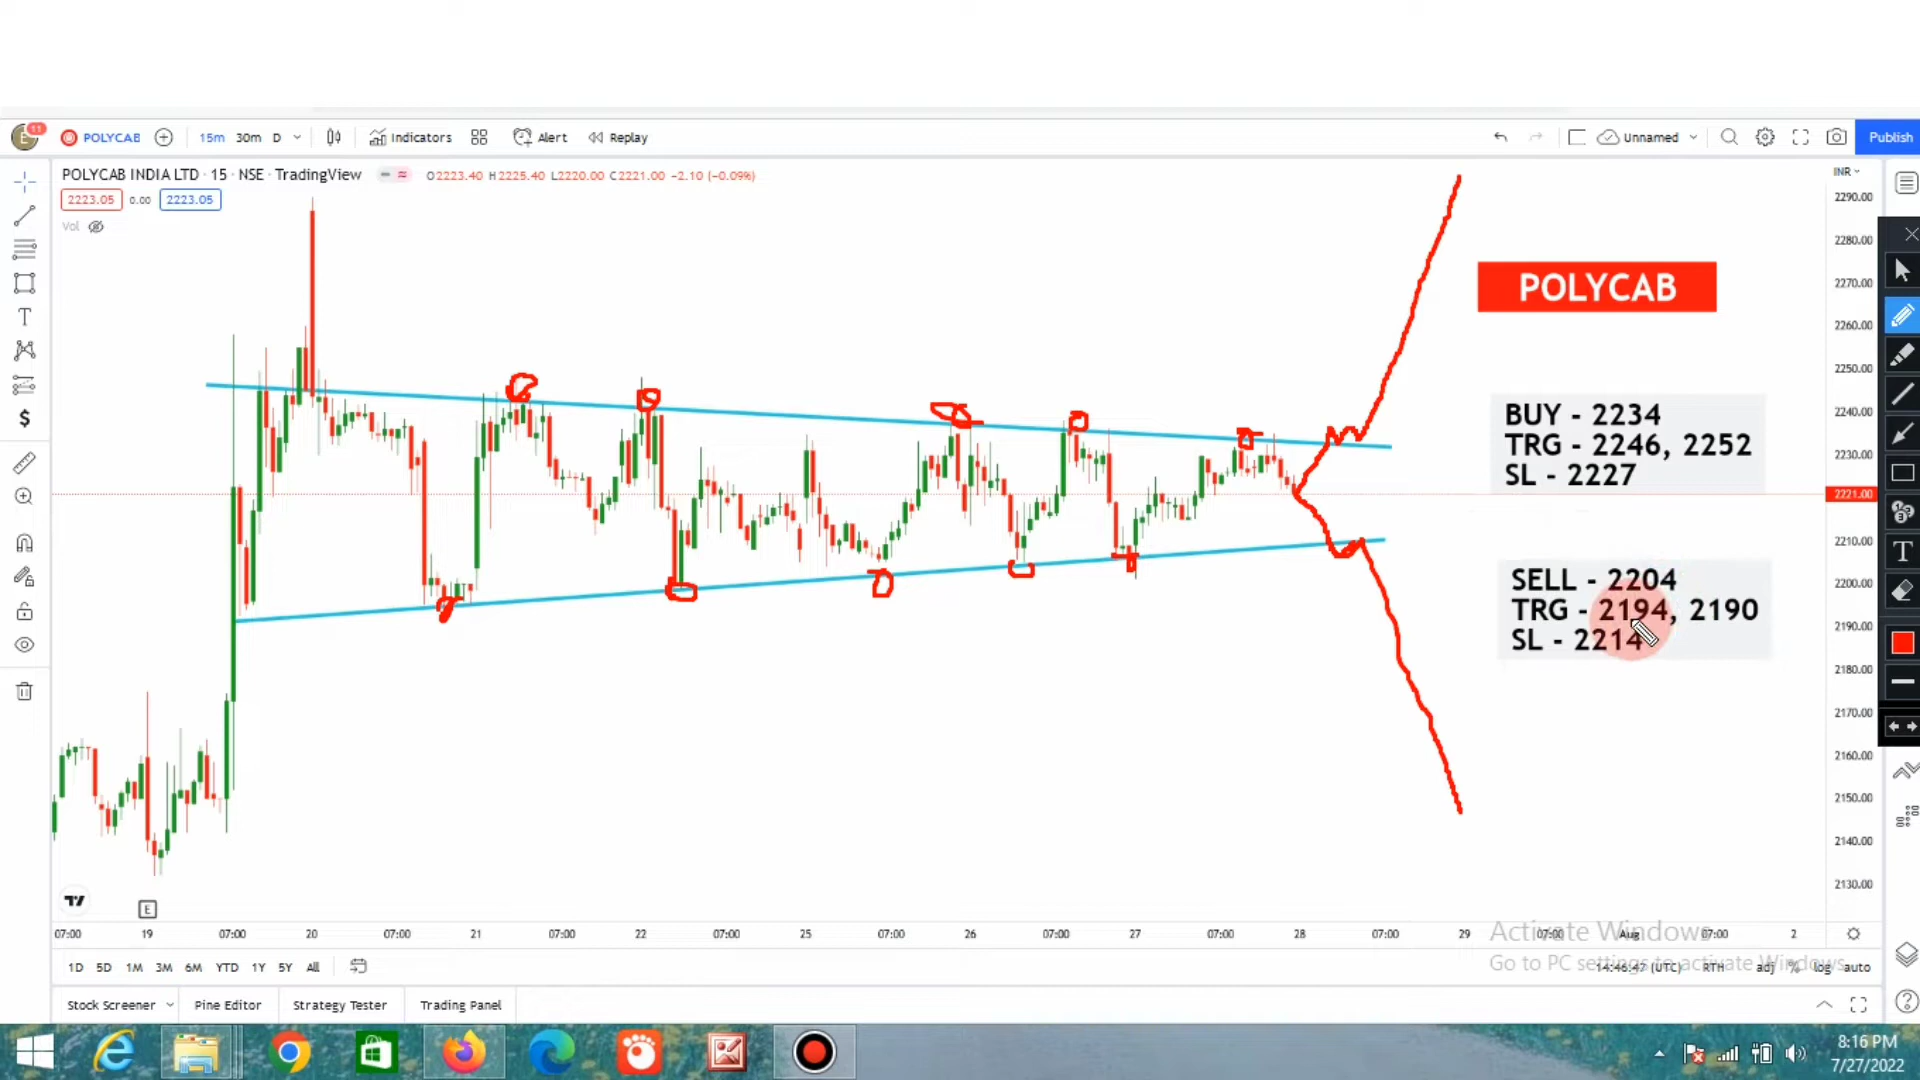 E 11 POLYCAB 15m 30m D Indicators Alert Replay Unnamed Publish
POLYCAB INDIA LTD · 15 · NSE · TradingView O2223.40 H2225.40 L2220.00 C2221.00 −2.10 (−0.09%)
INR
2223.05 0.00 2223.05
Vol
2290.00
2280.00
2270.00
2260.00
2250.00
2240.00
2230.00
2221.00
2210.00
2200.00
2190.00
2180.00
2170.00
2160.00
2150.00
2140.00
2130.00
POLYCAB
BUY - 2234
TRG - 2246, 2252
SL - 2227
SELL - 2204
TRG - 2194, 2190
SL - 2214
E
07:00 19 07:00 20 07:00 21 07:00 22 07:00 25 07:00 26 07:00 27 07:00 28 07:00 29 07:00 Aug 07:00 2
Activate Windows
Go to PC settings to activate Windows.
1D 5D 1M 3M 6M YTD 1Y 5Y All 14:46:47 (UTC) RTH adj % log auto
Stock Screener Pine Editor Strategy Tester Trading Panel
8:16 PM
7/27/2022